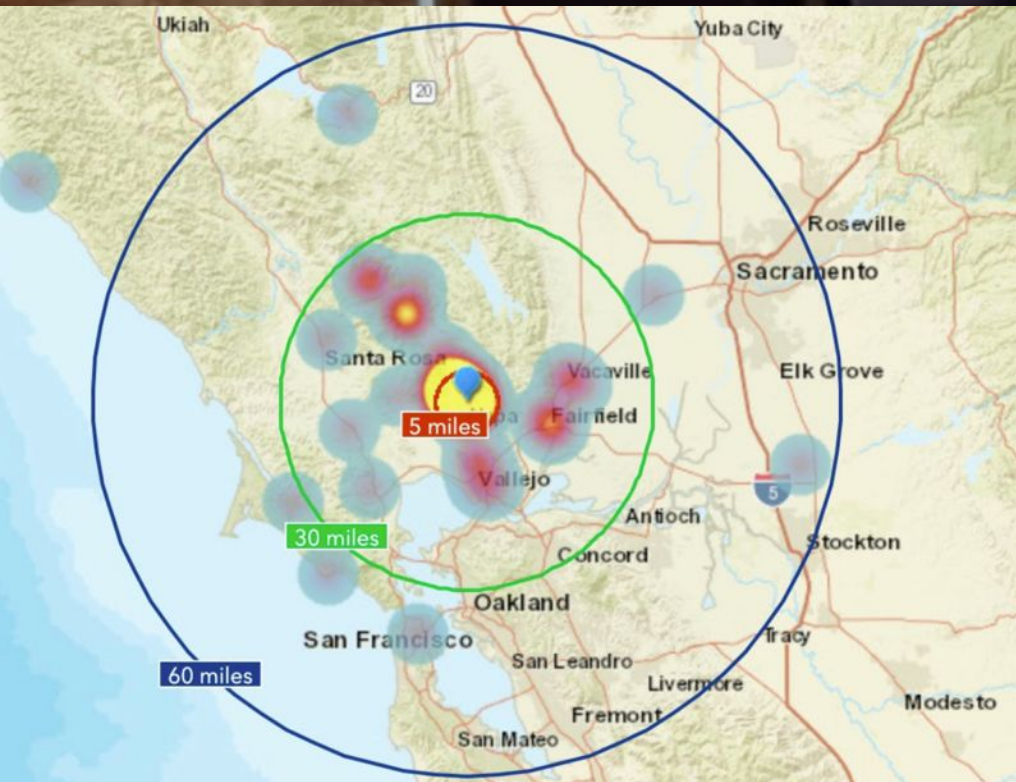 Ukiah
Yuba City
20
Roseville
Sacramento
Santa Rosa
Vacaville
Elk Grove
5 miles
Fairfield
Vallejo
5
Antioch
30 miles
Stockton
Concord
Oakland
San Francisco
Tracy
60 miles
San Leandro
Livermore
Modesto
Fremont
San Mateo